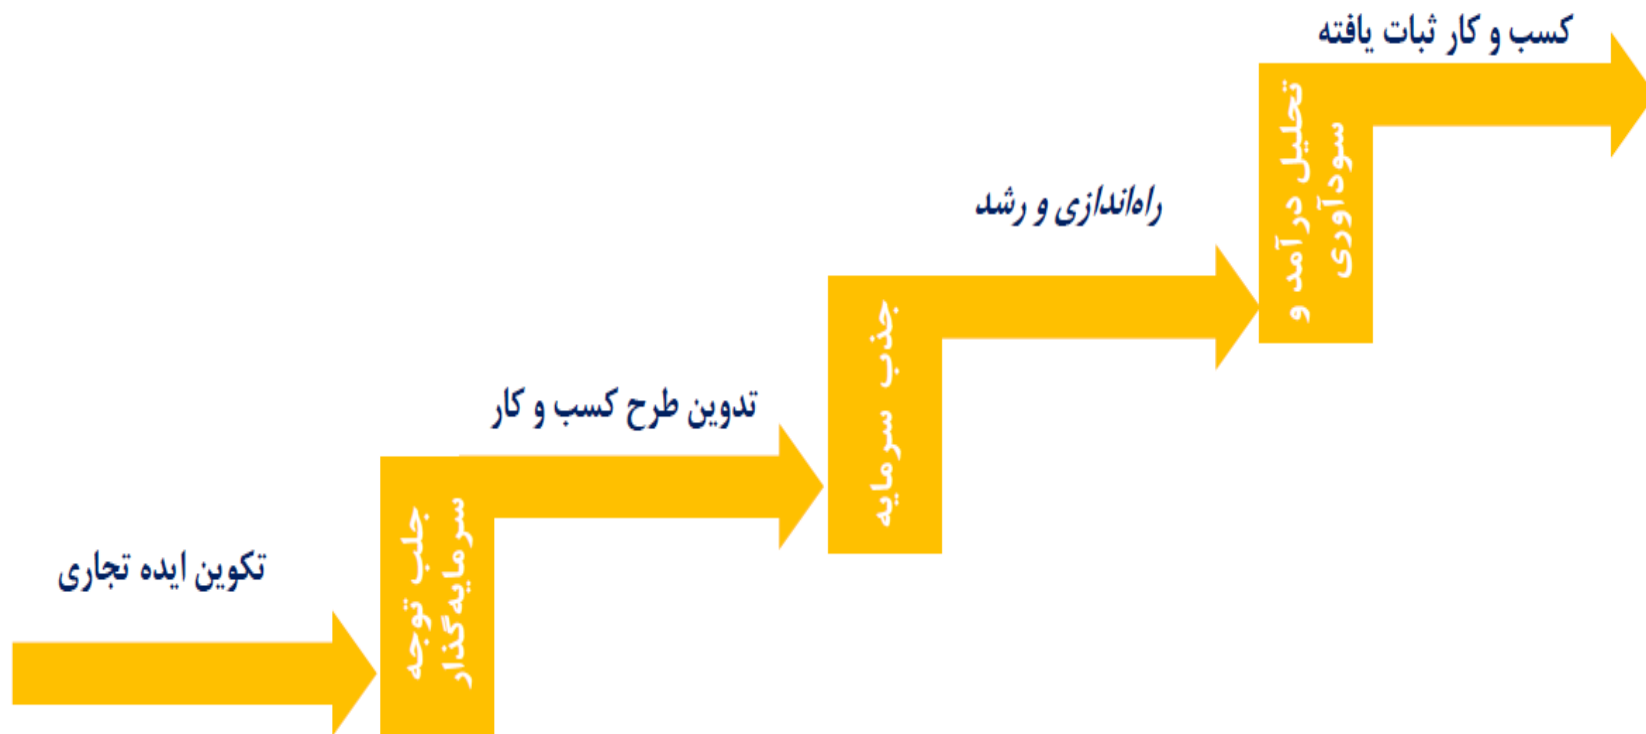 کسب و کار ثبات یافته
تحلیل درآمد و
سودآوری
راه‌اندازی و رشد
جذب سرمایه
تدوین طرح کسب و کار
جلب توجه
سرمایه‌گذار
تکوین ایده تجاری